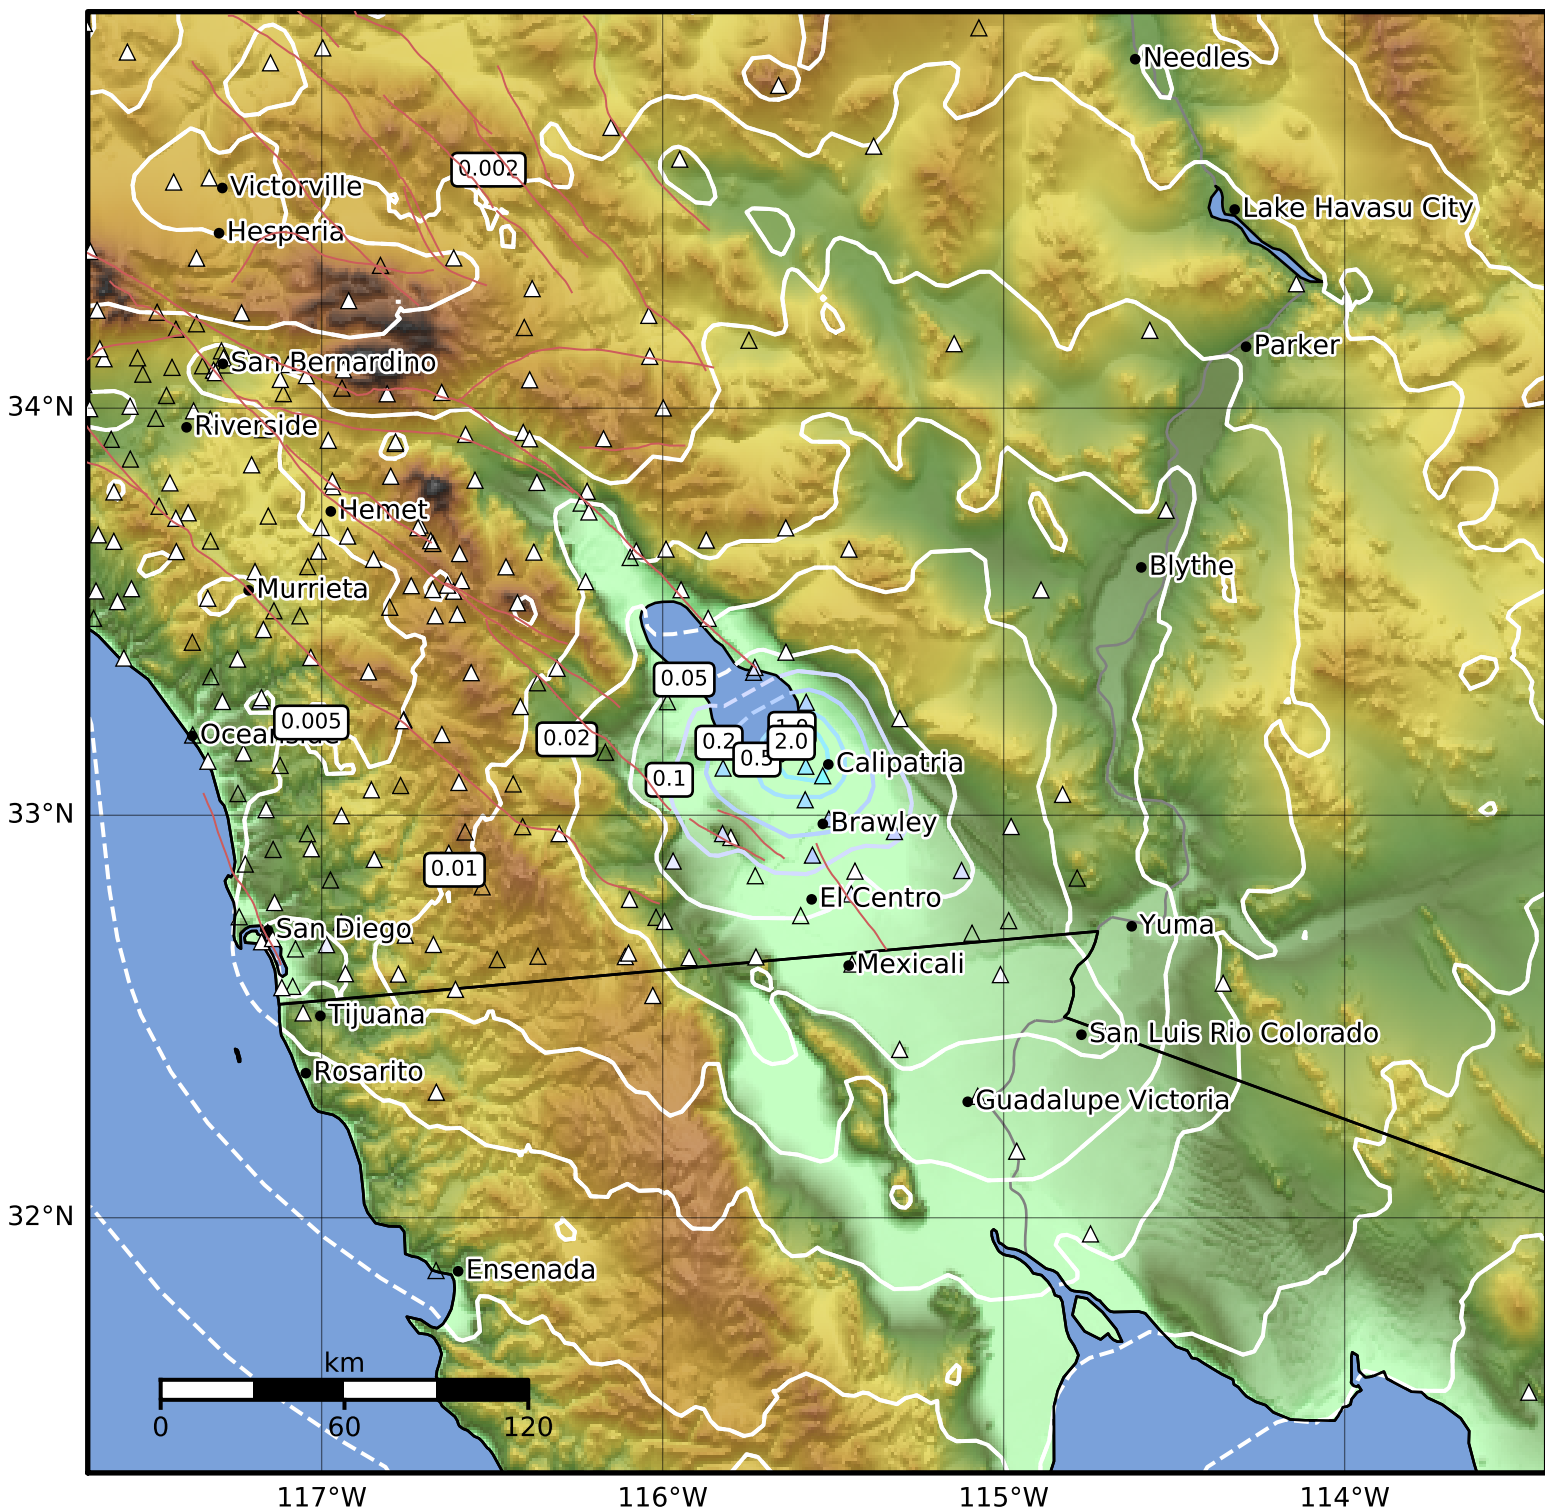 Needles
0.002
Victorville
Lake Havasu City
Hesperia
Parker
San Bernardino
34°N
Riverside
Hemet
Blythe
Murrieta
0.05
0.005
Oceanside
0.02
0.2
1.0
2.0
0.5
Calipatria
0.1
33°N
Brawley
0.01
El Centro
San Diego
Yuma
Mexicali
Tijuana
San Luis Rio Colorado
Rosarito
Guadalupe Victoria
32°N
Ensenada
km
0 60 120
117°W 116°W 115°W 114°W